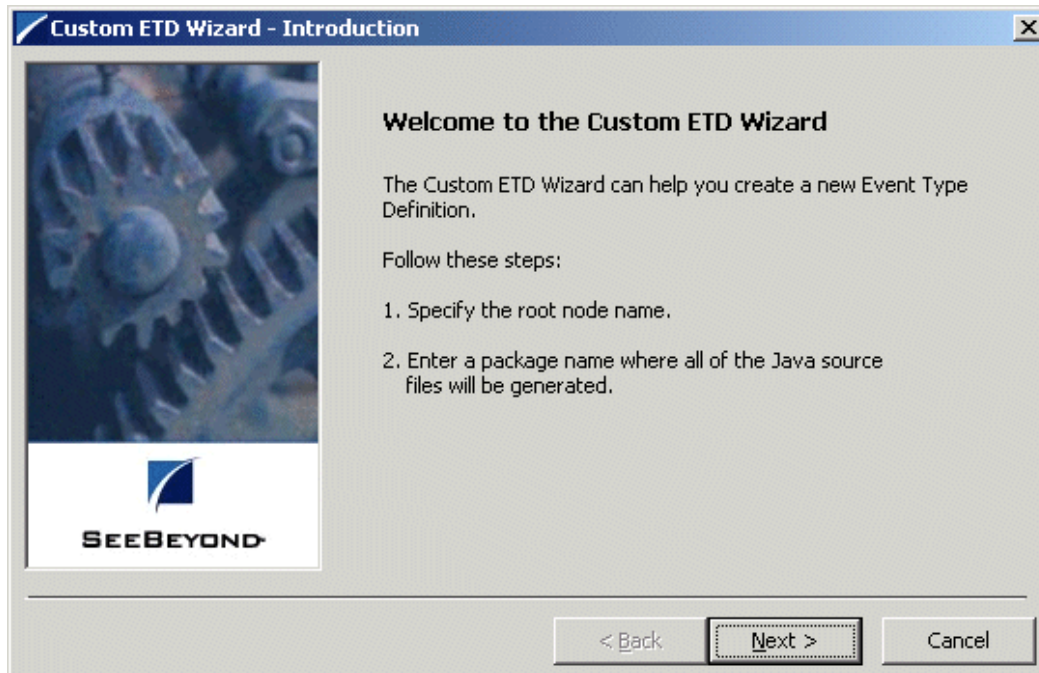 Custom ETD Wizard - Introduction
Welcome to the Custom ETD Wizard
The Custom ETD Wizard can help you create a new Event Type
Definition.
Follow these steps:
1. Specify the root node name.
2. Enter a package name where all of the Java source
files will be generated.
SEEBEYOND
< Back
Next >
Cancel